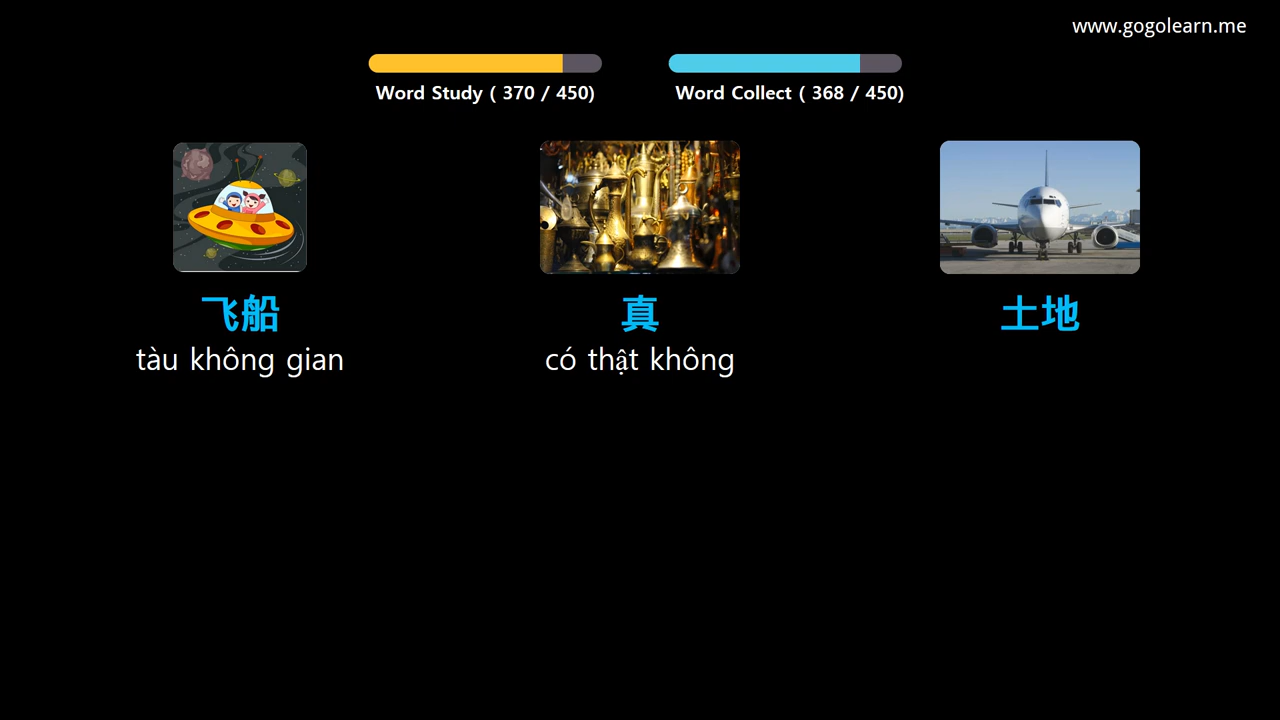 www.gogolearn.me
Word Study ( 370 / 450)
Word Collect ( 368 / 450)
飞船
真
土地
tàu không gian
có thật không